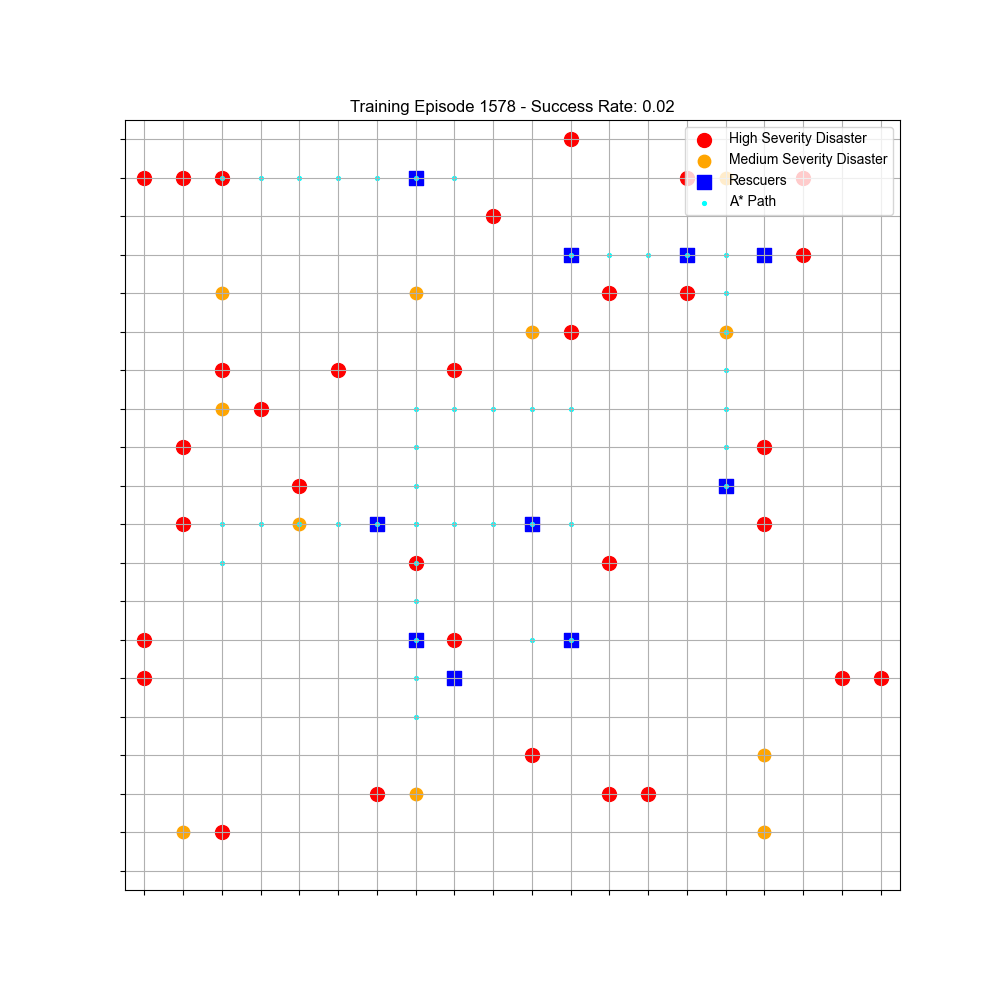 Training Episode 1578 - Success Rate: 0.02
High Severity Disaster
Medium Severity Disaster
Rescuers
A* Path